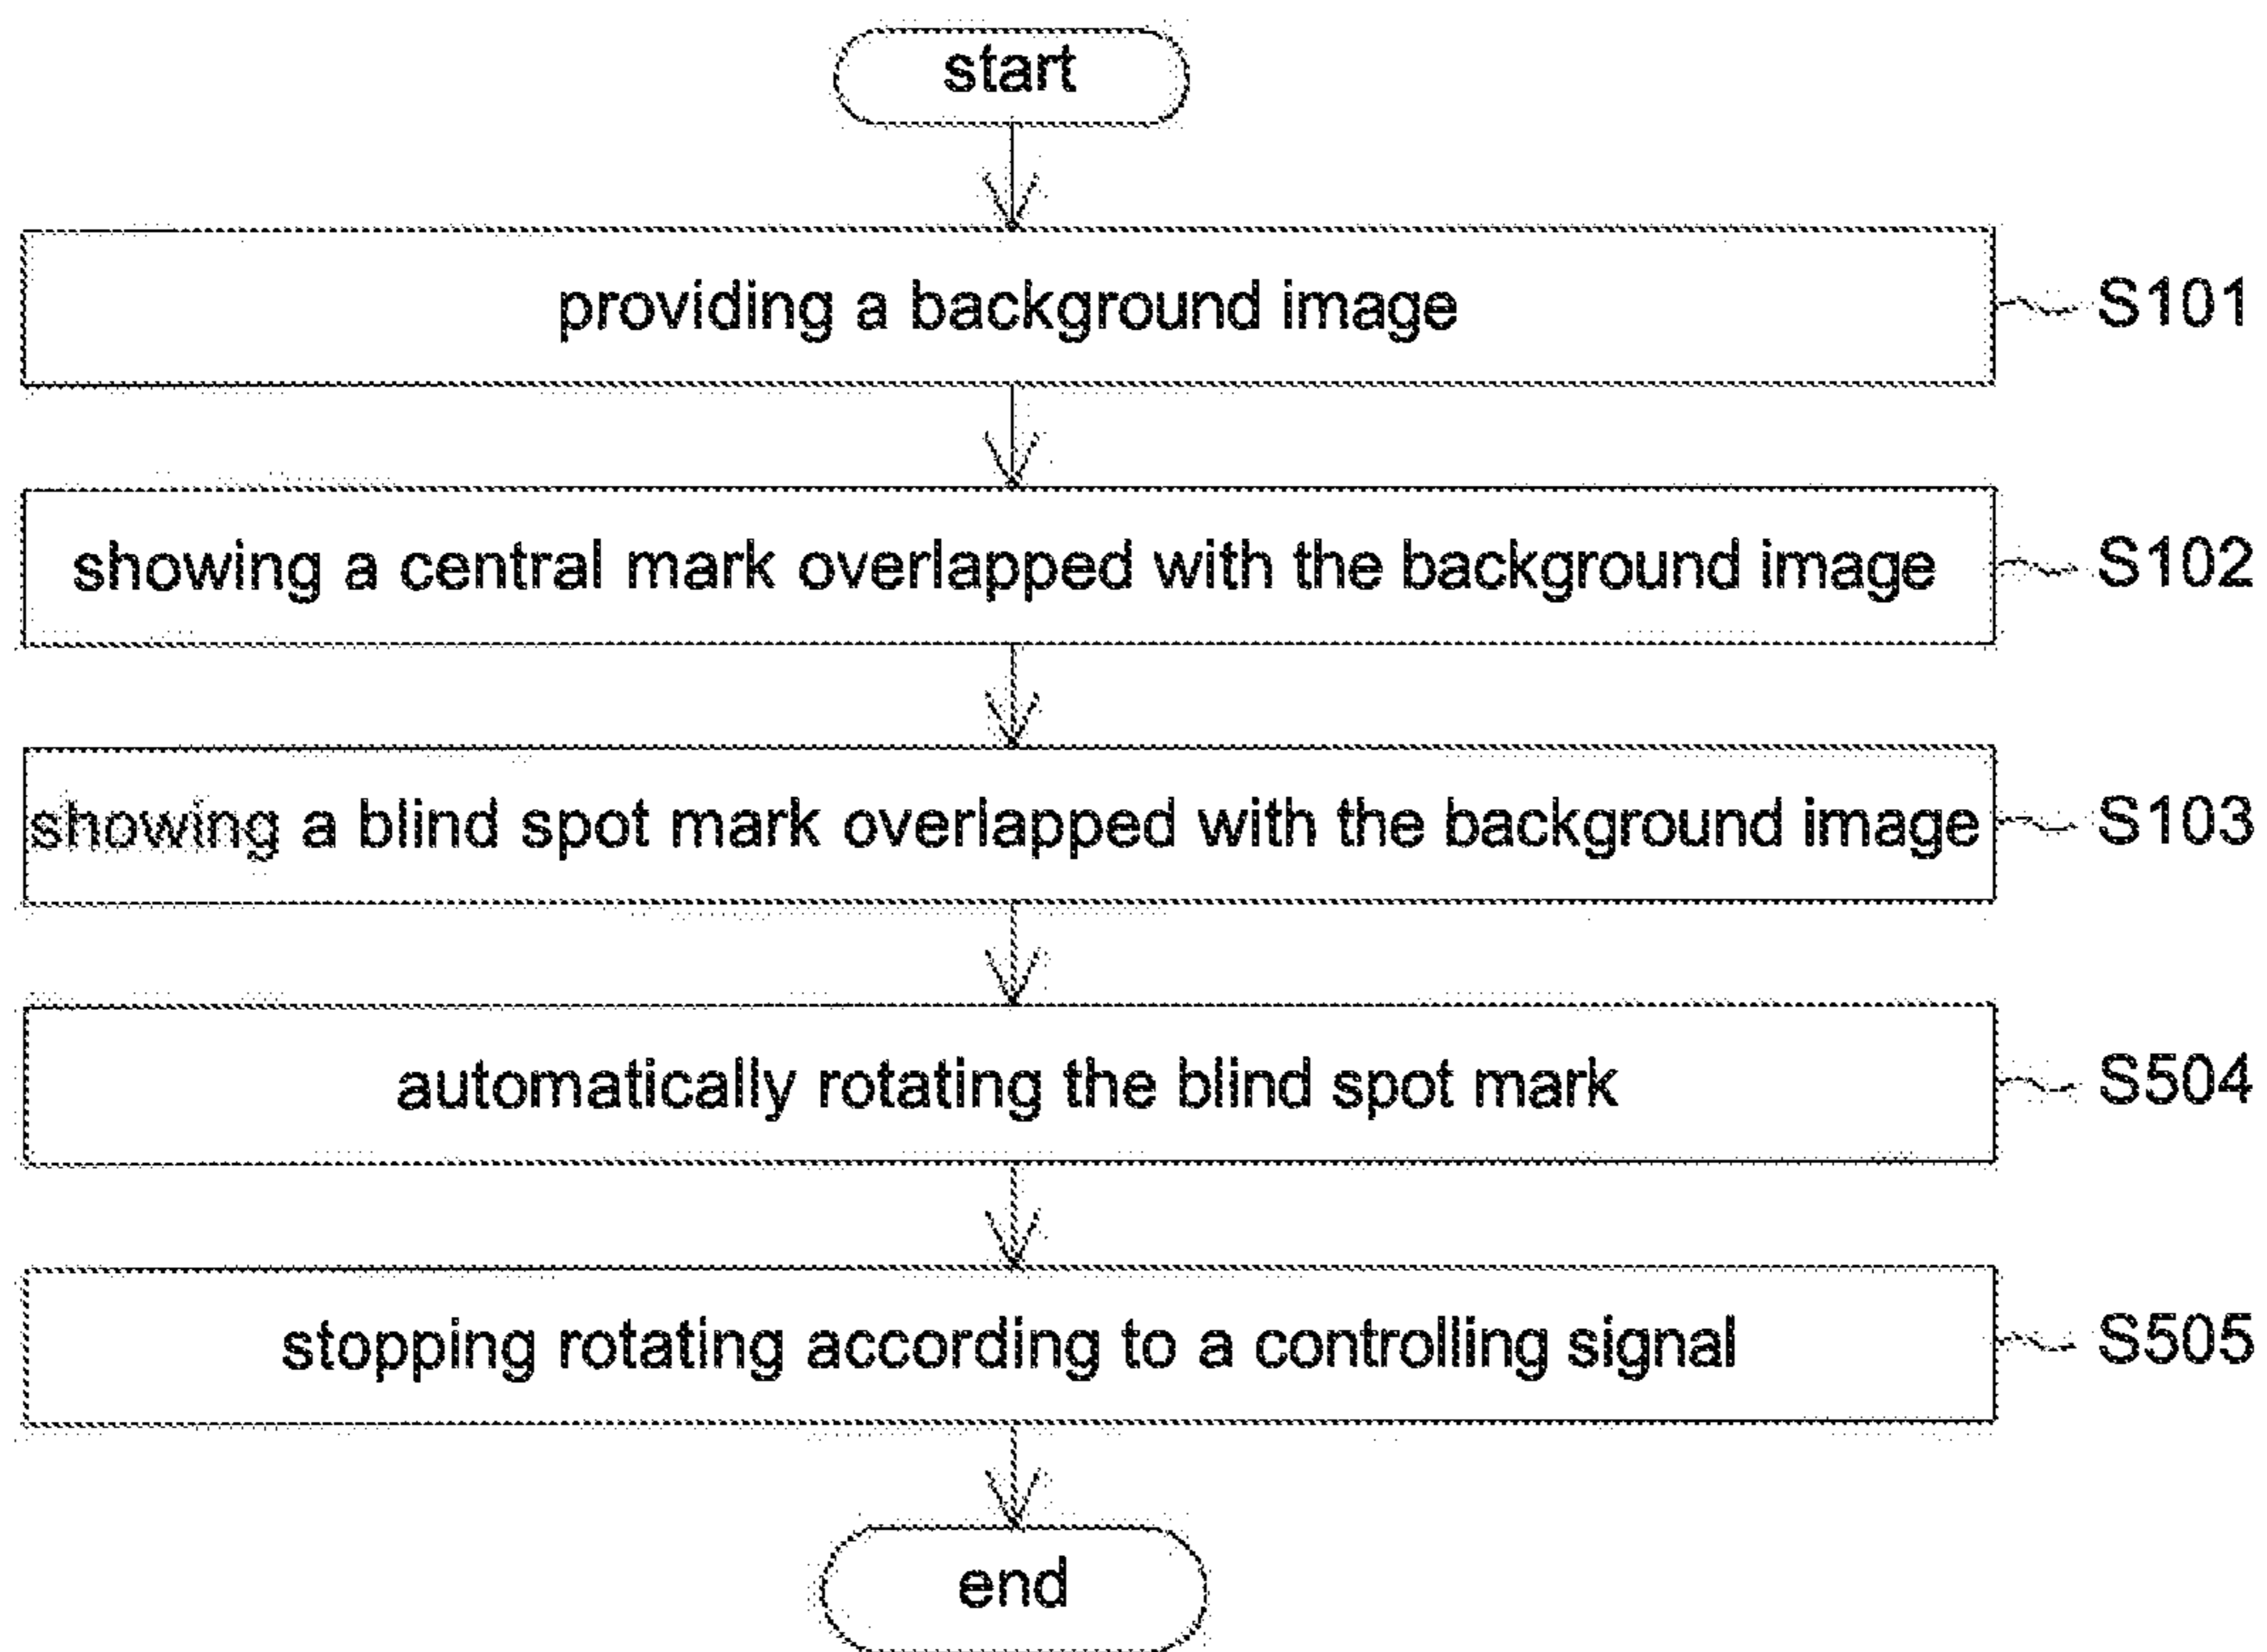 start
providing a background image
S101
showing a central mark overlapped with the background image
S102
showing a blind spot mark overlapped with the background image
S103
automatically rotating the blind spot mark
S504
stopping rotating according to a controlling signal
S505
end